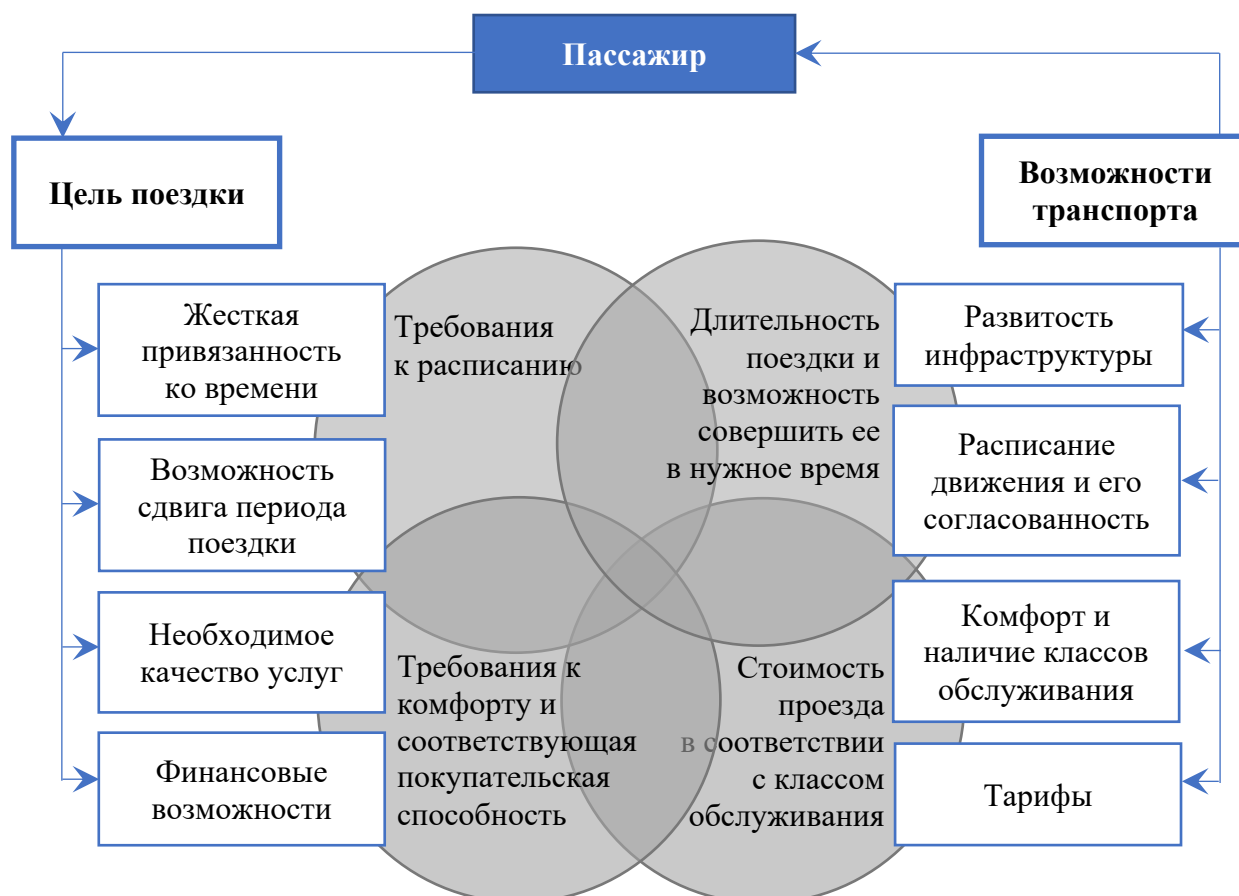 Пассажир
Цель поездки
Возможности
транспорта
Жесткая
привязанность
ко времени
Возможность
сдвига периода
поездки
Необходимое
качество услуг
Финансовые
возможности
Требования
к расписанию
Длительность
поездки и
возможность
совершить ее
в нужное время
Требования к
комфорту и
соответствующая
покупательская
способность
Стоимость
проезда
в соответствии
с классом
обслуживания
Развитость
инфраструктуры
Расписание
движения и его
согласованность
Комфорт и
наличие классов
обслуживания
Тарифы